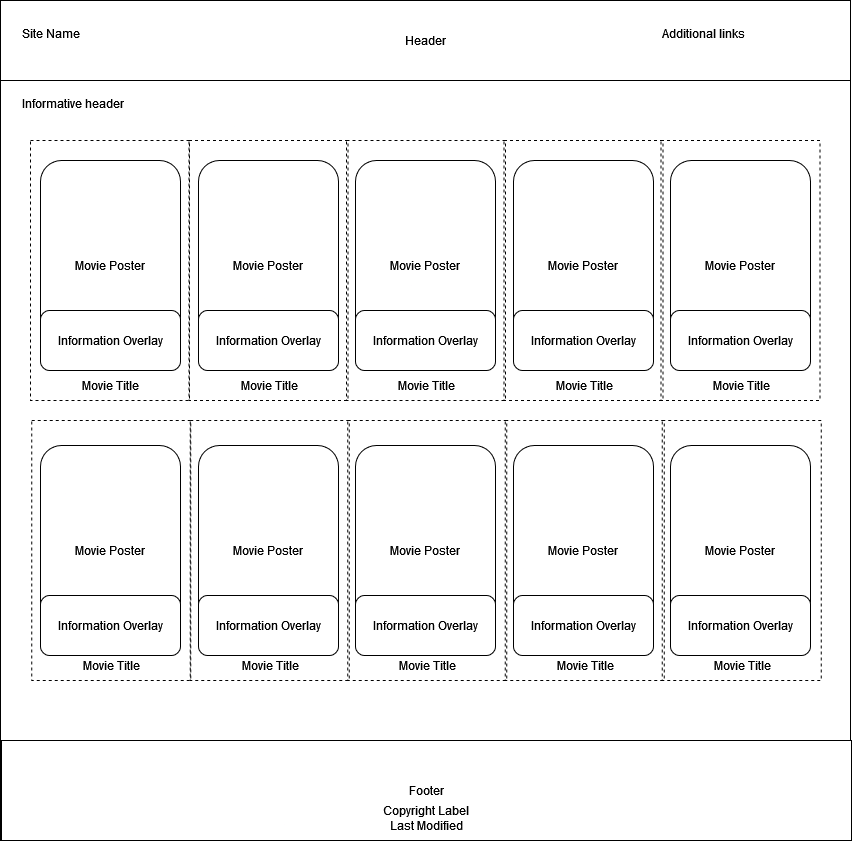 Site Name
Header
Additional links
Informative header
Movie Poster
Movie Poster
Movie Poster
Movie Poster
Movie Poster
Information Overlay
Information Overlay
Information Overlay
Information Overlay
Information Overlay
Movie Title
Movie Title
Movie Title
Movie Title
Movie Title
Movie Poster
Movie Poster
Movie Poster
Movie Poster
Movie Poster
Information Overlay
Information Overlay
Information Overlay
Information Overlay
Information Overlay
Movie Title
Movie Title
Movie Title
Movie Title
Movie Title
Footer
Copyright Label
Last Modified